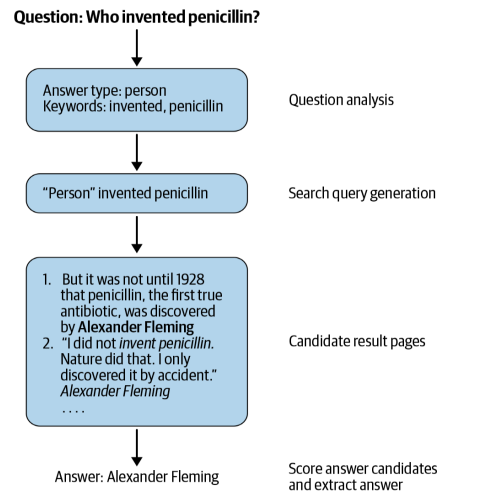 Question: Who invented penicillin?
Answer type: person
Keywords: invented, penicillin
Question analysis
“Person” invented penicillin
Search query generation
1. But it was not until 1928
that penicillin, the first true
antibiotic, was discovered
by Alexander Fleming
2. “I did not invent penicillin.
Nature did that. I only
discovered it by accident.”
Alexander Fleming
. . . .
Candidate result pages
Answer: Alexander Fleming
Score answer candidates
and extract answer